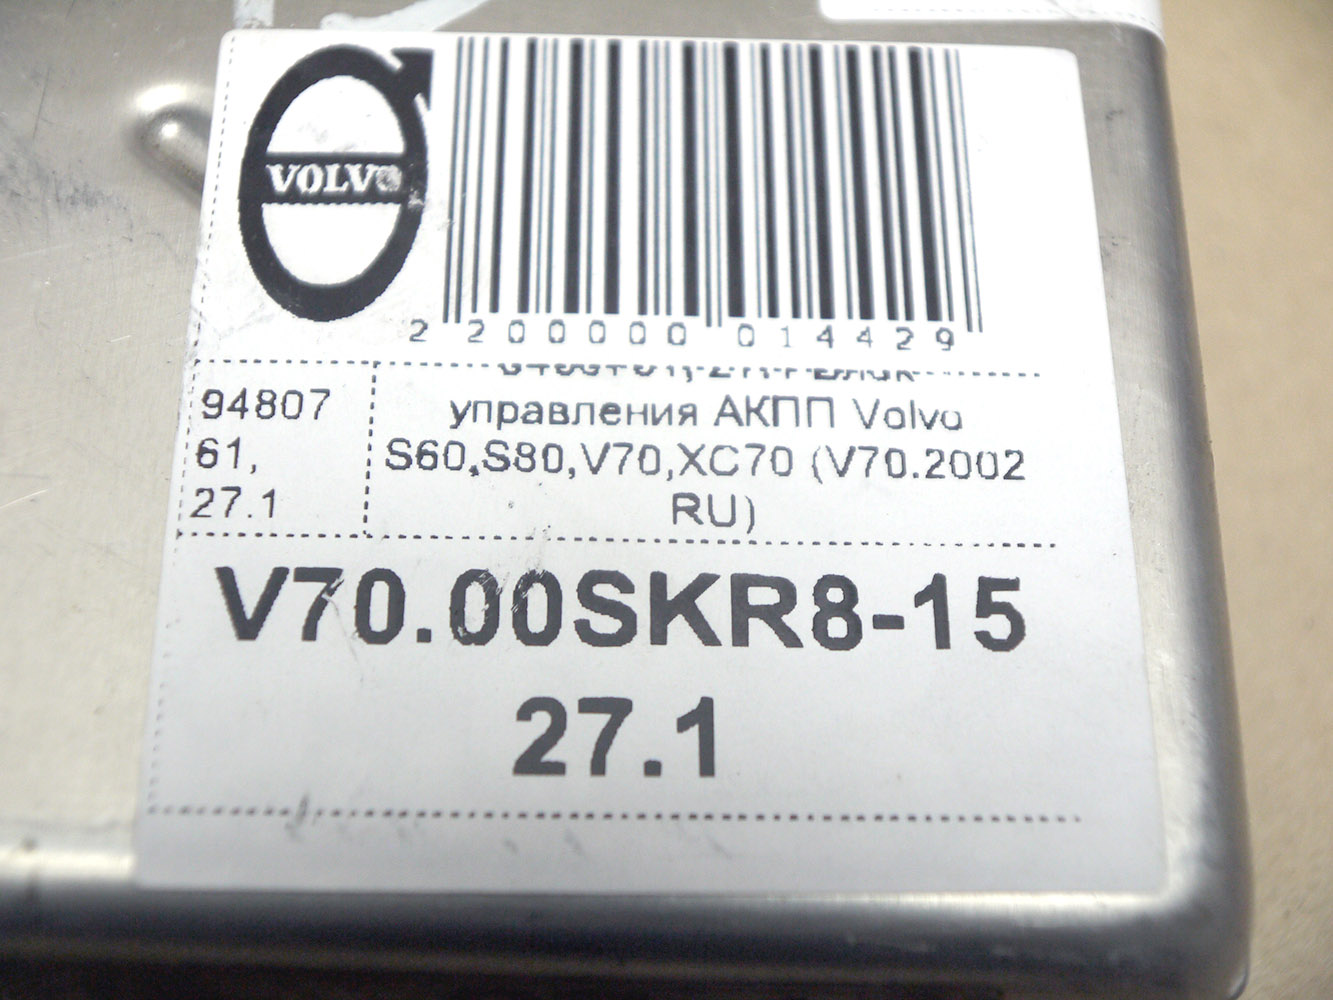 VOLVO
2 200000 014429
94807
61,
27.1
управления АКПП Volvo
S60,S80,V70,XC70 (V70.2002
RU)
V70.00SKR8-15
27.1